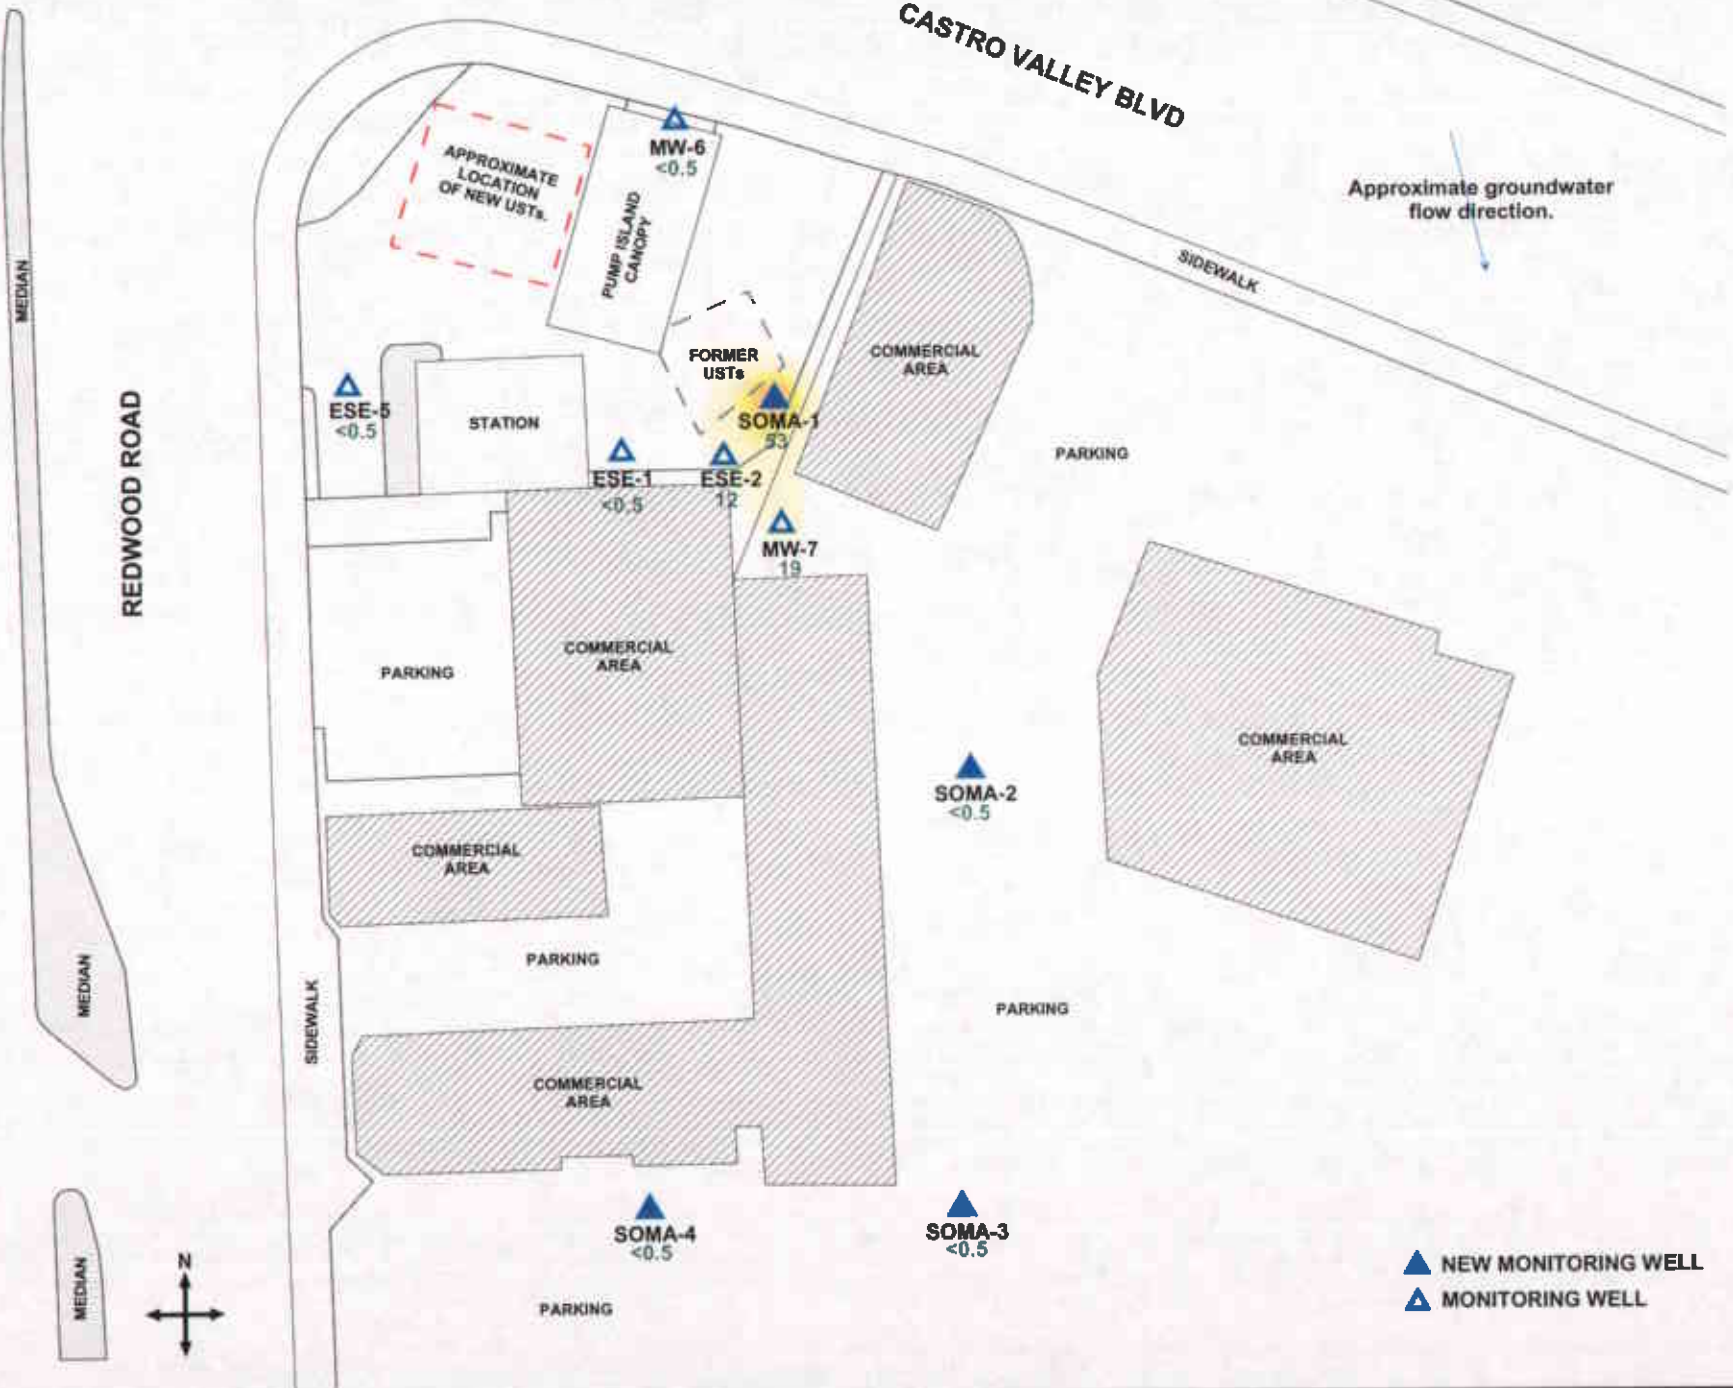 CASTRO VALLEY BLVD
MW-6
<0.5
APPROXIMATE
LOCATION
OF NEW USTs.
PUMP ISLAND
CANOPY
Approximate groundwater
flow direction.
SIDEWALK
MEDIAN
FORMER
USTs
COMMERCIAL
AREA
ESE-5
<0.5
STATION
SOMA-1
53
PARKING
REDWOOD ROAD
ESE-1
<0.5
ESE-2
12
MW-7
19
COMMERCIAL
AREA
PARKING
COMMERCIAL
AREA
SOMA-2
<0.5
COMMERCIAL
AREA
PARKING
MEDIAN
SIDEWALK
PARKING
COMMERCIAL
AREA
SOMA-4
<0.5
SOMA-3
<0.5
N
MEDIAN
PARKING
NEW MONITORING WELL
MONITORING WELL